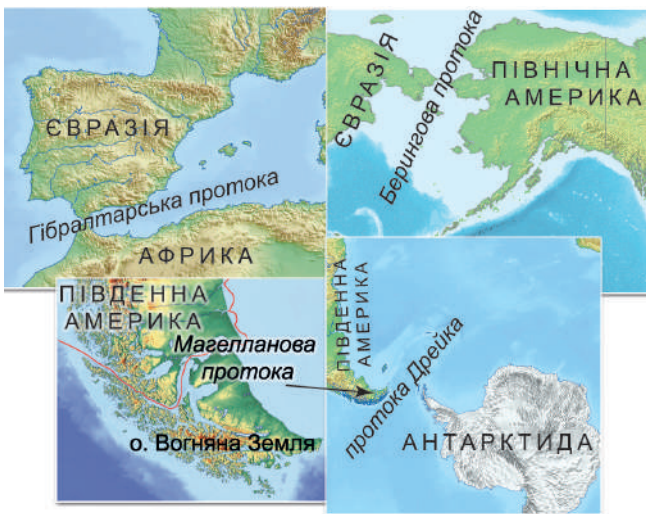 ЄВРАЗІЯ
Гібралтарська протока
АФРИКА
ЄВРАЗІЯ
Берингова протока
ПІВНІЧНА
АМЕРИКА
ПІВДЕННА
АМЕРИКА
Магелланова
протока
о. Вогняна Земля
ПІВДЕННА
АМЕРИКА
протока Дрейка
АНТАРКТИДА